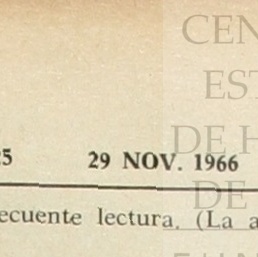 CEN
EST
DE H
5 29 NOV. 1966
DE
ecuente lectura. (La a